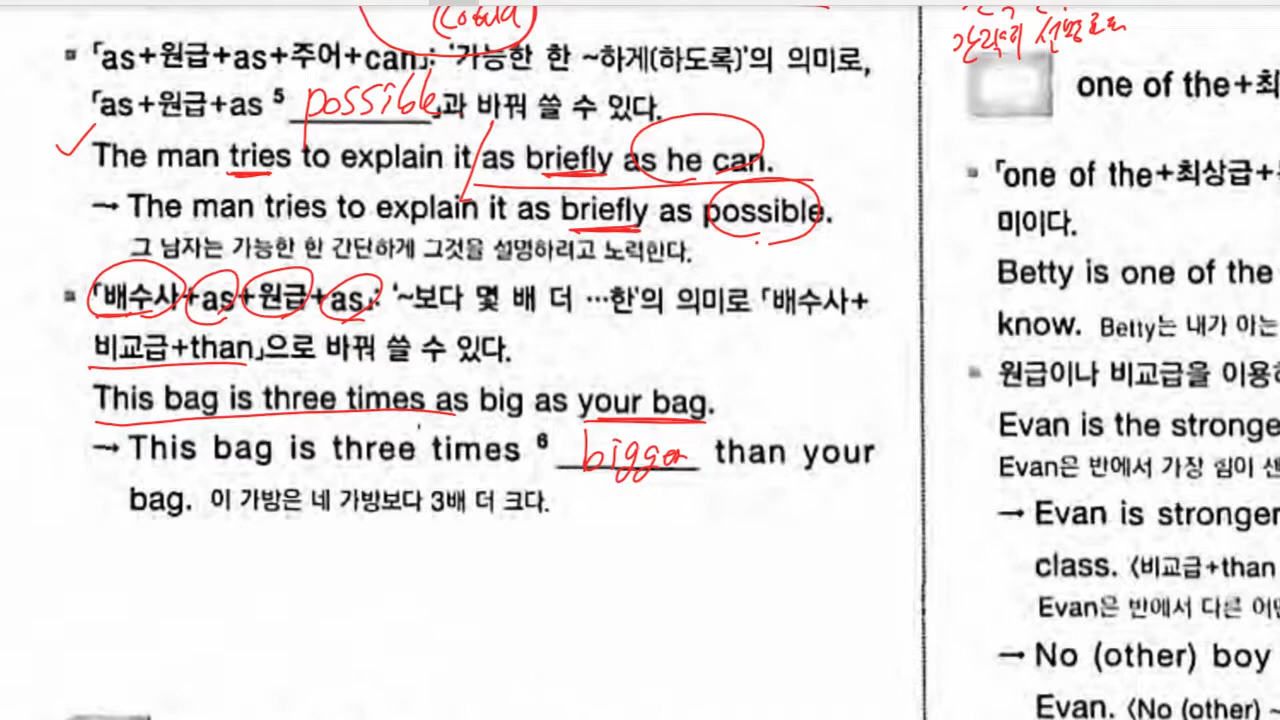 (could)
「as+원급+as+주어+can」: '가능한 한 ~하게(하도록)'의 의미로,
「as+원급+as ⁵ possible」과 바꿔 쓸 수 있다.
The man tries to explain it as briefly as he can.
→ The man tries to explain it as briefly as possible.
그 남자는 가능한 한 간단하게 그것을 설명하려고 노력한다.
「배수사+as+원급+as」: '~보다 몇 배 더 …한'의 의미로 「배수사+
비교급+than」으로 바꿔 쓸 수 있다.
This bag is three times as big as your bag.
→ This bag is three times ⁶ bigger than your
bag. 이 가방은 네 가방보다 3배 더 크다.
one of the+최
「one of the+최상급+
미이다.
Betty is one of the
know. Betty는 내가 아는
원급이나 비교급을 이용하
Evan is the stronge
Evan은 반에서 가장 힘이 센
→ Evan is stronger
class. 〈비교급+than
Evan은 반에서 다른 어떤
→ No (other) boy
Evan. 〈No (other) ~